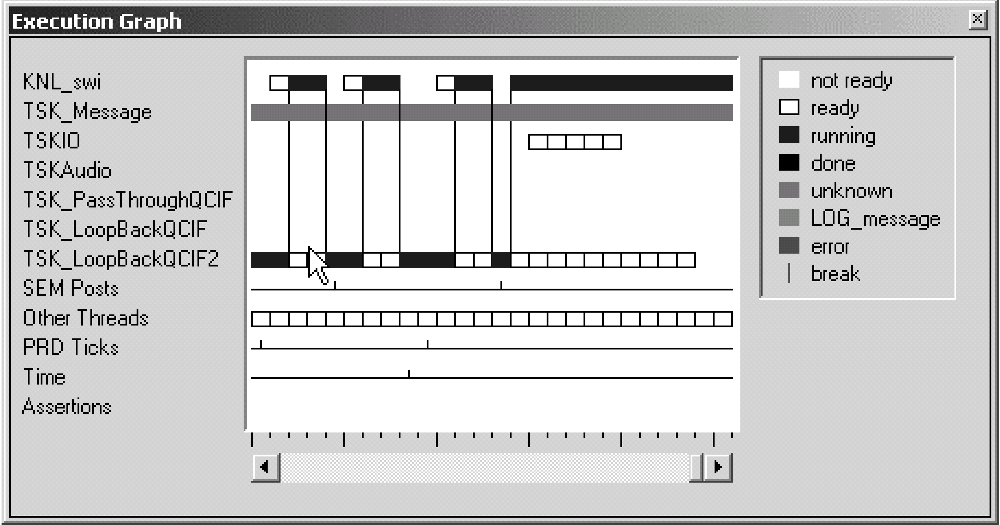 Execution Graph
KNL_swi
TSK_Message
TSKIO
TSKAudio
TSK_PassThroughQCIF
TSK_LoopBackQCIF
TSK_LoopBackQCIF2
SEM Posts
Other Threads
PRD Ticks
Time
Assertions
not ready
ready
running
done
unknown
LOG_message
error
break